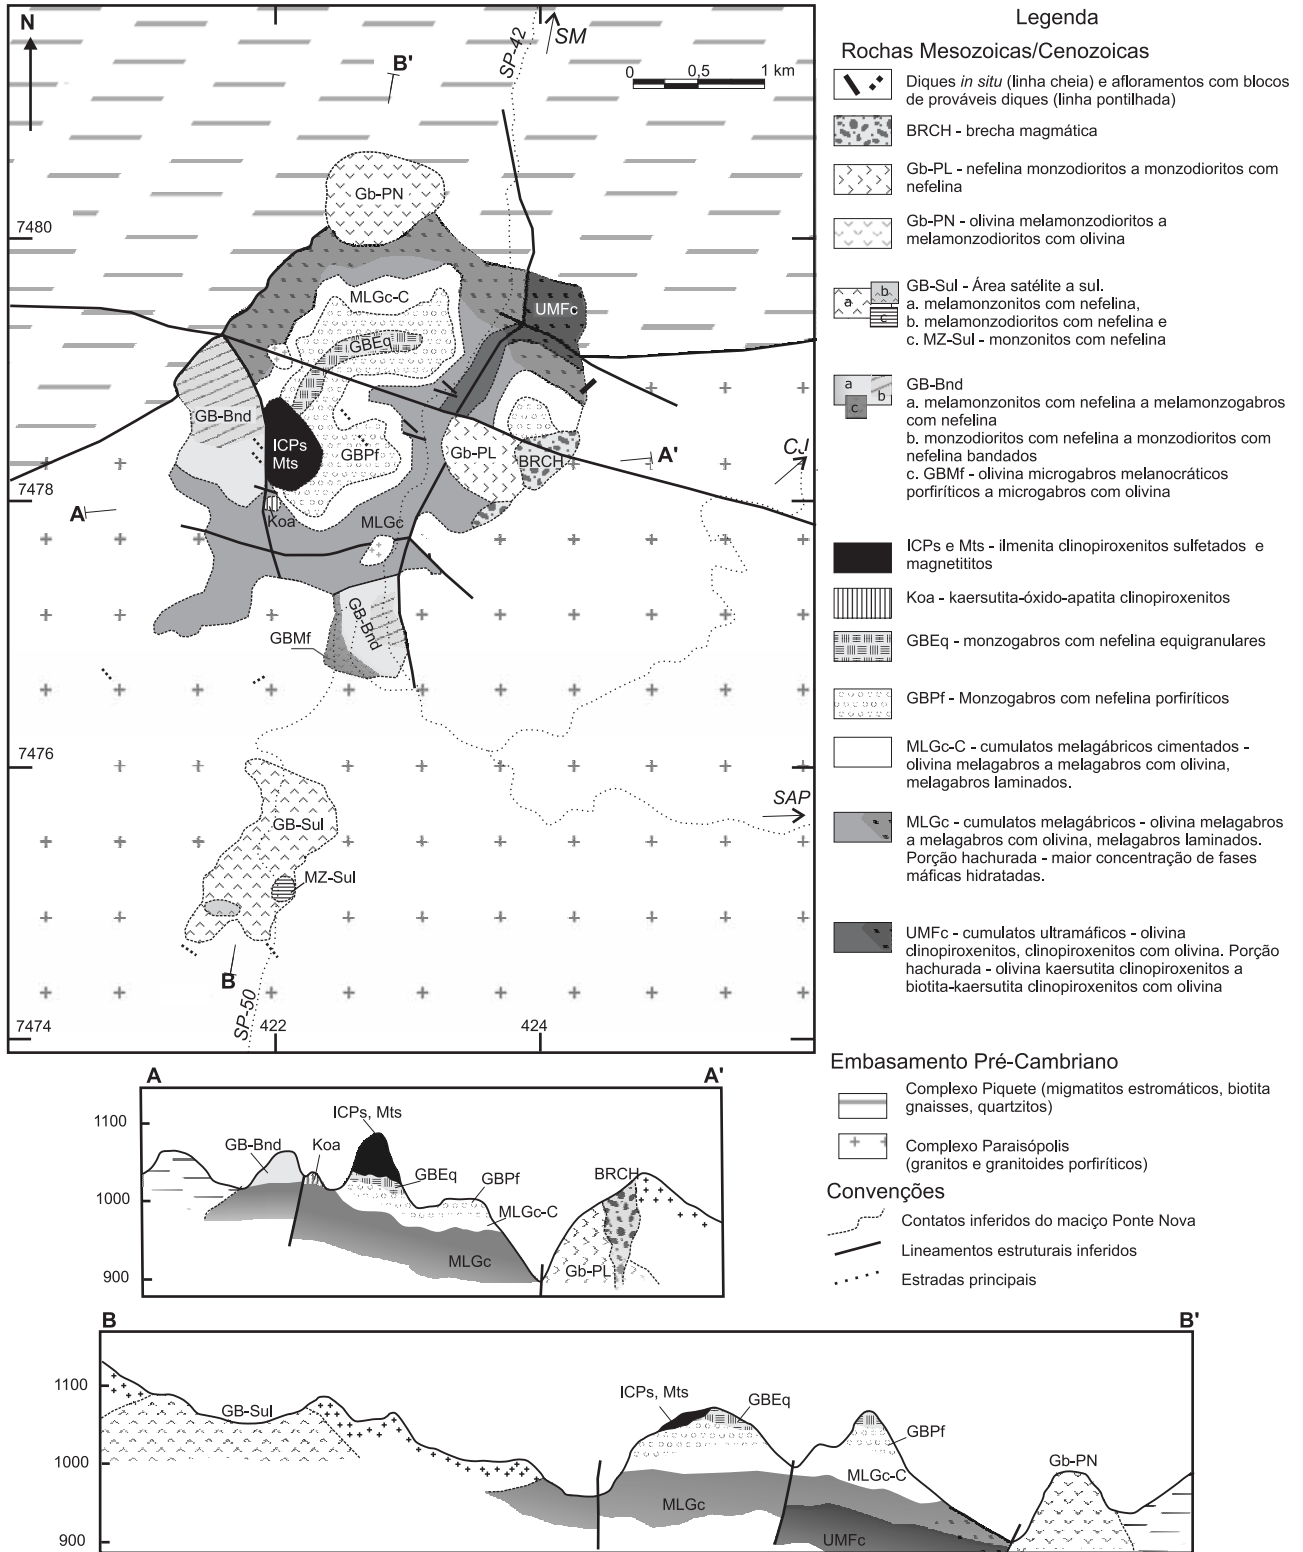 N
B'
SP-42
SM
0
0,5
1 km
Gb-PN
7480
MLGc-C
UMFc
GBEq
GB-Bnd
ICPs
Mts
GBPf
Gb-PL
BRCH
A'
CJ
7478
A
Koa
MLGc
GB-Bnd
GBMf
7476
SAP
GB-Sul
MZ-Sul
B
SP-50
7474
422
424
Legenda
Rochas Mesozoicas/Cenozoicas
Diques in situ (linha cheia) e afloramentos com blocos
de prováveis diques (linha pontilhada)
BRCH - brecha magmática
Gb-PL - nefelina monzodioritos a monzodioritos com
nefelina
Gb-PN - olivina melamonzodioritos a
melamonzodioritos com olivina
a
b
c
GB-Sul - Área satélite a sul.
a. melamonzonitos com nefelina,
b. melamonzodioritos com nefelina e
c. MZ-Sul - monzonitos com nefelina
a
b
c
GB-Bnd
a. melamonzonitos com nefelina a melamonzogabros
com nefelina
b. monzodioritos com nefelina a monzodioritos com
nefelina bandados
c. GBMf - olivina microgabros melanocráticos
porfiríticos a microgabros com olivina
ICPs e Mts - ilmenita clinopiroxenitos sulfetados e
magnetititos
Koa - kaersutita-óxido-apatita clinopiroxenitos
GBEq - monzogabros com nefelina equigranulares
GBPf - Monzogabros com nefelina porfiríticos
MLGc-C - cumulatos melagábricos cimentados -
olivina melagabros a melagabros com olivina,
melagabros laminados.
MLGc - cumulatos melagábricos - olivina melagabros
a melagabros com olivina, melagabros laminados.
Porção hachurada - maior concentração de fases
máficas hidratadas.
UMFc - cumulatos ultramáficos - olivina
clinopiroxenitos, clinopiroxenitos com olivina. Porção
hachurada - olivina kaersutita clinopiroxenitos a
biotita-kaersutita clinopiroxenitos com olivina
Embasamento Pré-Cambriano
Complexo Piquete (migmatitos estromáticos, biotita
gnaisses, quartzitos)
Complexo Paraisópolis
(granitos e granitoides porfiríticos)
Convenções
Contatos inferidos do maciço Ponte Nova
Lineamentos estruturais inferidos
Estradas principais
A
A'
1100
1000
900
ICPs, Mts
GB-Bnd
Koa
GBEq
GBPf
BRCH
MLGc-C
MLGc
Gb-PL
B
B'
1100
1000
900
GB-Sul
ICPs, Mts
GBEq
GBPf
Gb-PN
MLGc-C
MLGc
UMFc